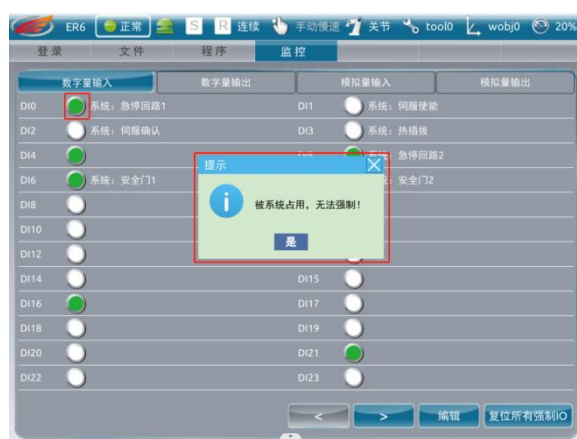 ER6 正常 S R 连续 手动慢速 关节 tool0 wobj0 20%
登录 文件 程序 监控
数字量输入 数字量输出 模拟量输入 模拟量输出
DI0 系统：急停回路1 DI1 系统：伺服使能
DI2 系统：伺服确认 DI3 系统：热插拔
DI4 急停回路2
DI6 系统：安全门1 安全门2
提示
被系统占用，无法强制！
是
DI8
DI10
DI12
DI14 DI15
DI16 DI17
DI18 DI19
DI20 DI21
DI22 DI23
< > 编辑 复位所有强制IO